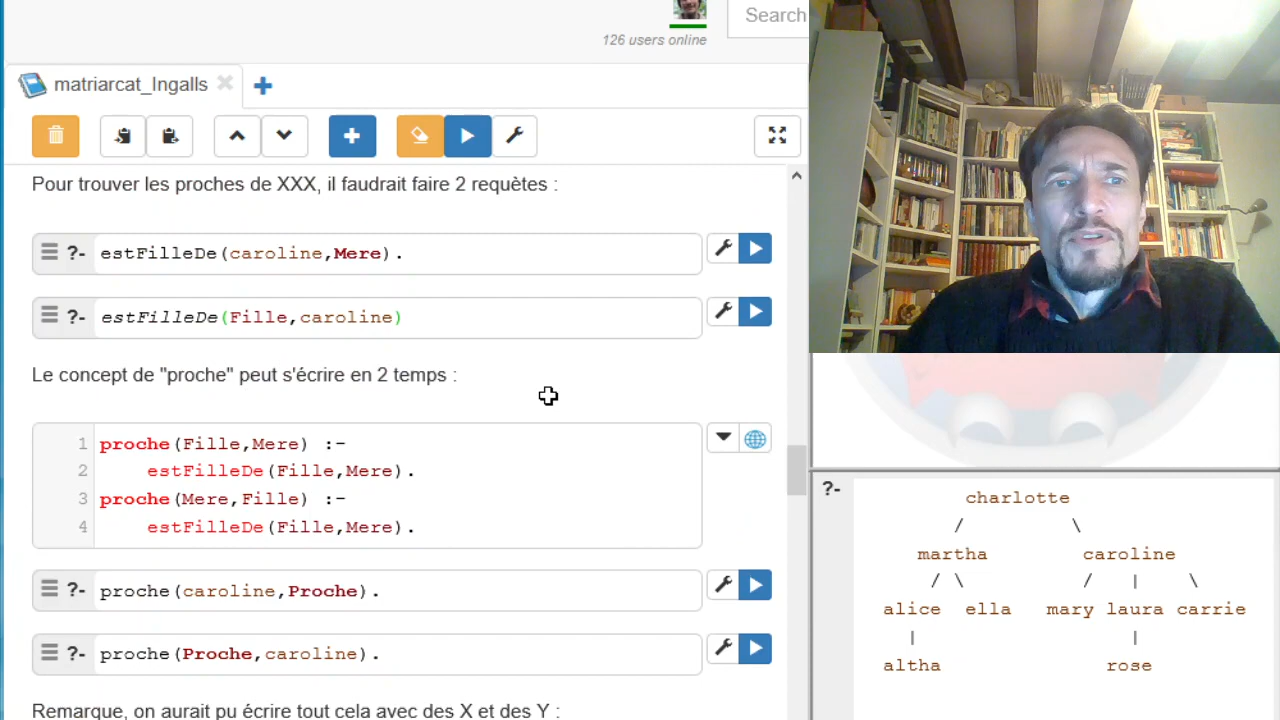 Search
126 users online
matriarcat_Ingalls
Pour trouver les proches de XXX, il faudrait faire 2 requètes :
?- estFilleDe(caroline,Mere).
?- estFilleDe(Fille,caroline)
Le concept de "proche" peut s'écrire en 2 temps :
1 proche(Fille,Mere) :-
2 estFilleDe(Fille,Mere).
3 proche(Mere,Fille) :-
4 estFilleDe(Fille,Mere).
?- proche(caroline,Proche).
?- proche(Proche,caroline).
Remarque, on aurait pu écrire tout cela avec des X et des Y :
?- charlotte
/ \
martha caroline
/ \ / | \
alice ella mary laura carrie
| |
altha rose